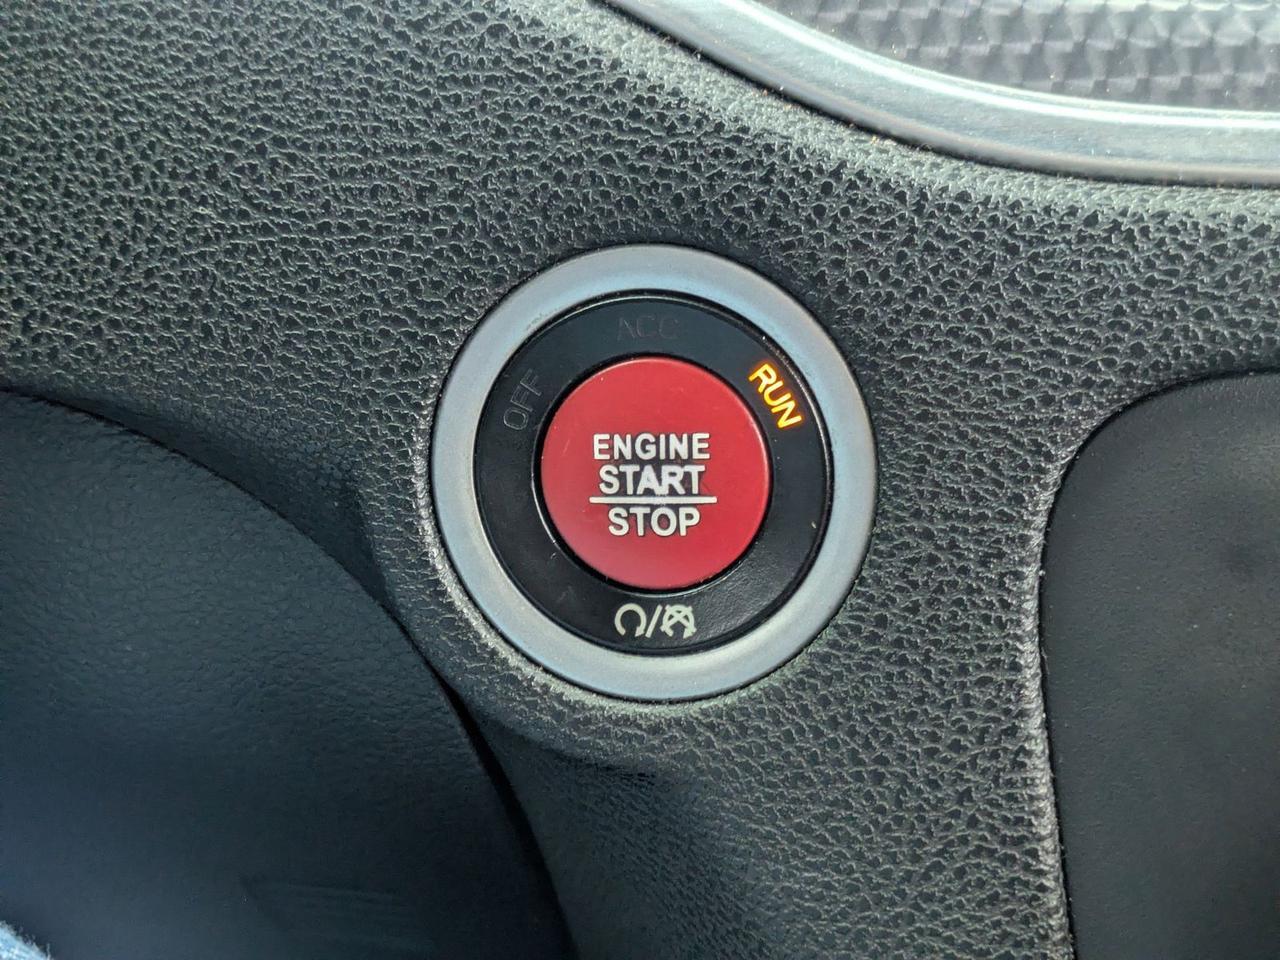 ACC
OFF
RUN
ENGINE
START
STOP